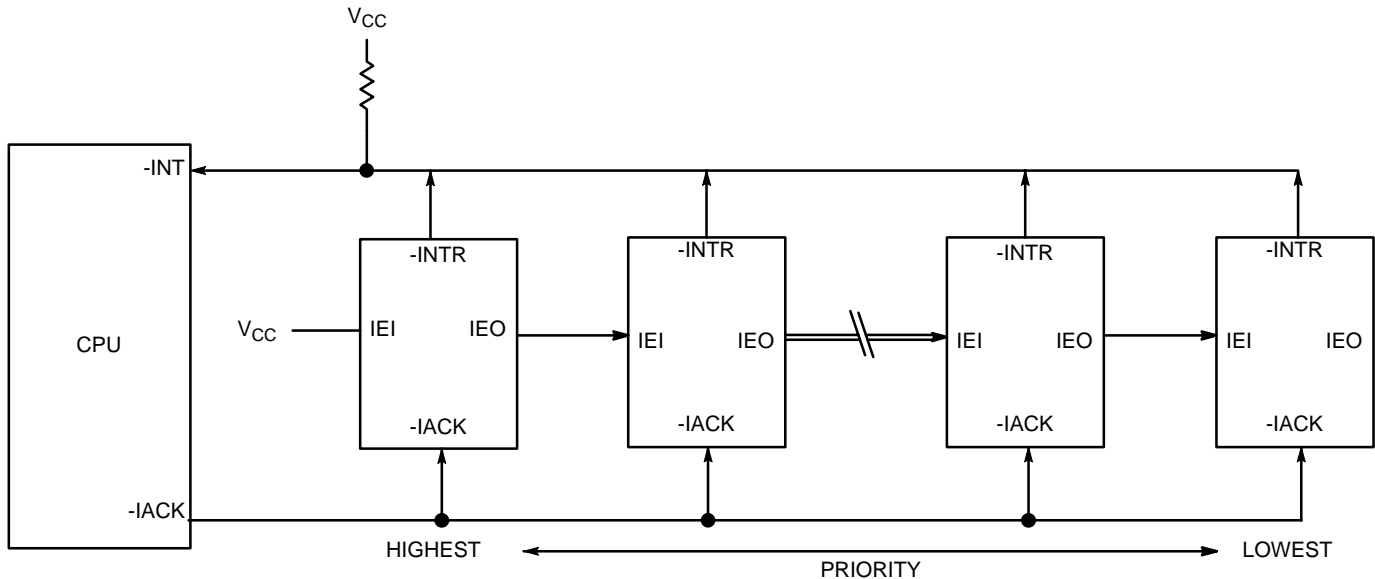 VCC
-INT
-INTR
-INTR
-INTR
-INTR
VCC
IEI
IEO
IEI
IEO
IEI
IEO
IEI
IEO
CPU
-IACK
-IACK
-IACK
-IACK
-IACK
HIGHEST
LOWEST
PRIORITY